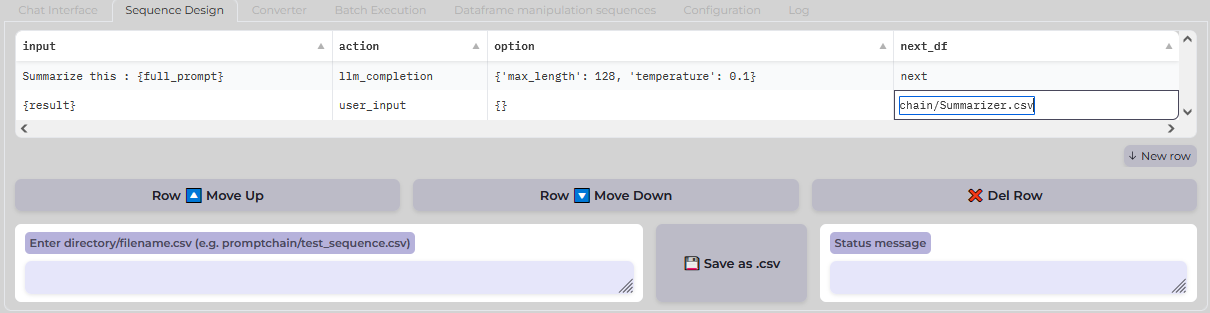 Chat Interface Sequence Design Converter Batch Execution Dataframe manipulation sequences Configuration Log
input action option next_df
Summarize this : {full_prompt} llm_completion {'max_length': 128, 'temperature': 0.1} next
{result} user_input {} chain/Summarizer.csv
↓ New row
Row 🔼 Move Up Row 🔽 Move Down ❌ Del Row
Enter directory/filename.csv (e.g. promptchain/test_sequence.csv) 💾 Save as .csv Status message